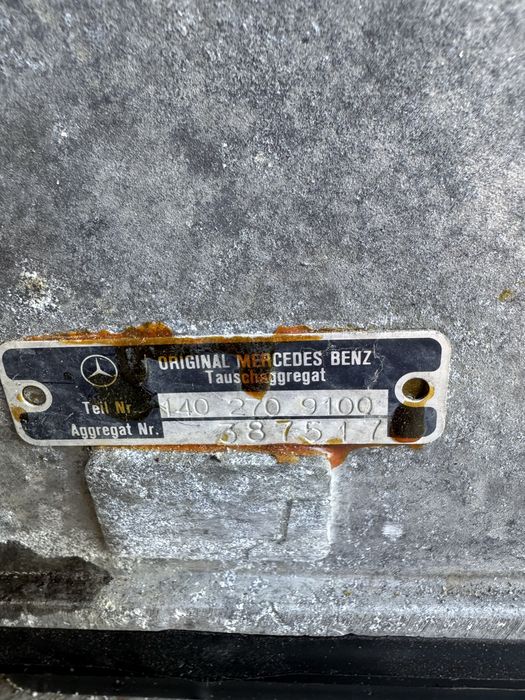 ORIGINAL MERCEDES BENZ
Tauschaggregat
Teil Nr. 140 270 9100
Aggregat Nr. 387517